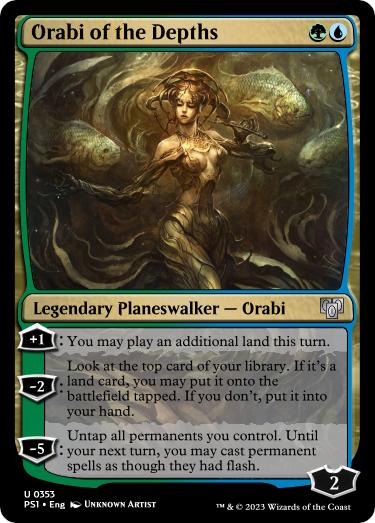 Orabi of the Depths
Legendary Planeswalker — Orabi
+1: You may play an additional land this turn.
Look at the top card of your library. If it's a
land card, you may put it onto the
-2: battlefield tapped. If you don't, put it into
your hand.
Untap all permanents you control. Until
-5: your next turn, you may cast permanent
spells as though they had flash.
2
U 0353
PS1 • Eng Unknown Artist
™ & © 2023 Wizards of the Coast